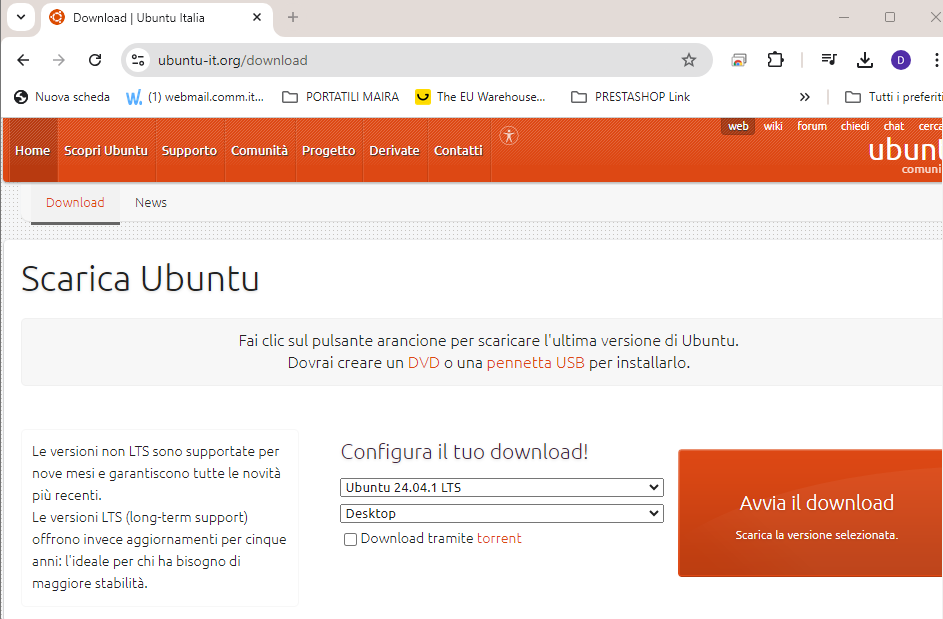 Download | Ubuntu Italia
ubuntu-it.org/download
D
Nuova scheda
(1) webmail.comm.it...
PORTATILI MAIRA
The EU Warehouse...
PRESTASHOP Link
Tutti i preferiti
web wiki forum chiedi chat cerca
Home Scopri Ubuntu Supporto Comunità Progetto Derivate Contatti
ubunt
comuni
Download News
Scarica Ubuntu
Fai clic sul pulsante arancione per scaricare l'ultima versione di Ubuntu.
Dovrai creare un DVD o una pennetta USB per installarlo.
Le versioni non LTS sono supportate per
nove mesi e garantiscono tutte le novità
più recenti.
Le versioni LTS (long-term support)
offrono invece aggiornamenti per cinque
anni: l'ideale per chi ha bisogno di
maggiore stabilità.
Configura il tuo download!
Ubuntu 24.04.1 LTS
Desktop
Download tramite torrent
Avvia il download
Scarica la versione selezionata.